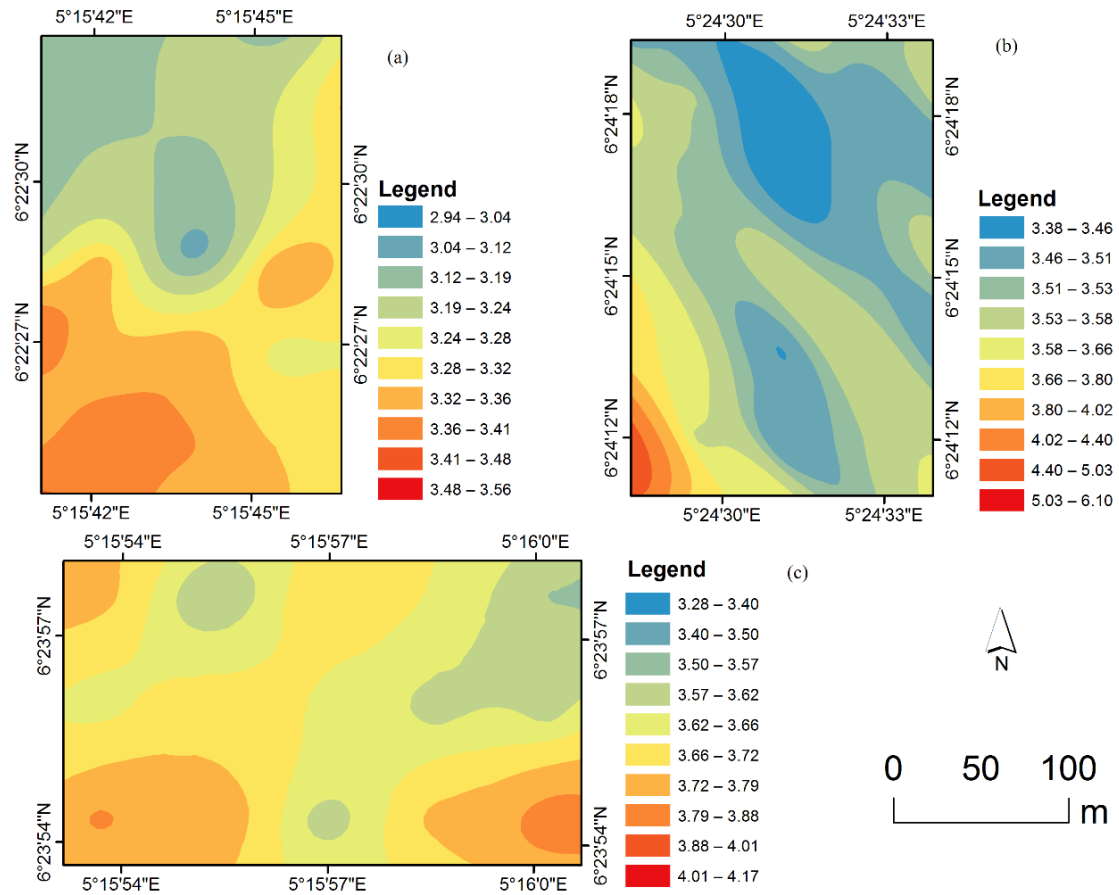 5°15'42"E 5°15'45"E
(a)
6°22'30"N
6°22'27"N
6°22'30"N
6°22'27"N
5°15'42"E 5°15'45"E
Legend
2.94 – 3.04
3.04 – 3.12
3.12 – 3.19
3.19 – 3.24
3.24 – 3.28
3.28 – 3.32
3.32 – 3.36
3.36 – 3.41
3.41 – 3.48
3.48 – 3.56
5°24'30"E 5°24'33"E
(b)
6°24'18"N
6°24'15"N
6°24'12"N
6°24'18"N
6°24'15"N
6°24'12"N
5°24'30"E 5°24'33"E
Legend
3.38 – 3.46
3.46 – 3.51
3.51 – 3.53
3.53 – 3.58
3.58 – 3.66
3.66 – 3.80
3.80 – 4.02
4.02 – 4.40
4.40 – 5.03
5.03 – 6.10
5°15'54"E 5°15'57"E 5°16'0"E
(c)
6°23'57"N
6°23'54"N
6°23'57"N
6°23'54"N
5°15'54"E 5°15'57"E 5°16'0"E
Legend
3.28 – 3.40
3.40 – 3.50
3.50 – 3.57
3.57 – 3.62
3.62 – 3.66
3.66 – 3.72
3.72 – 3.79
3.79 – 3.88
3.88 – 4.01
4.01 – 4.17
N
0 50 100
m